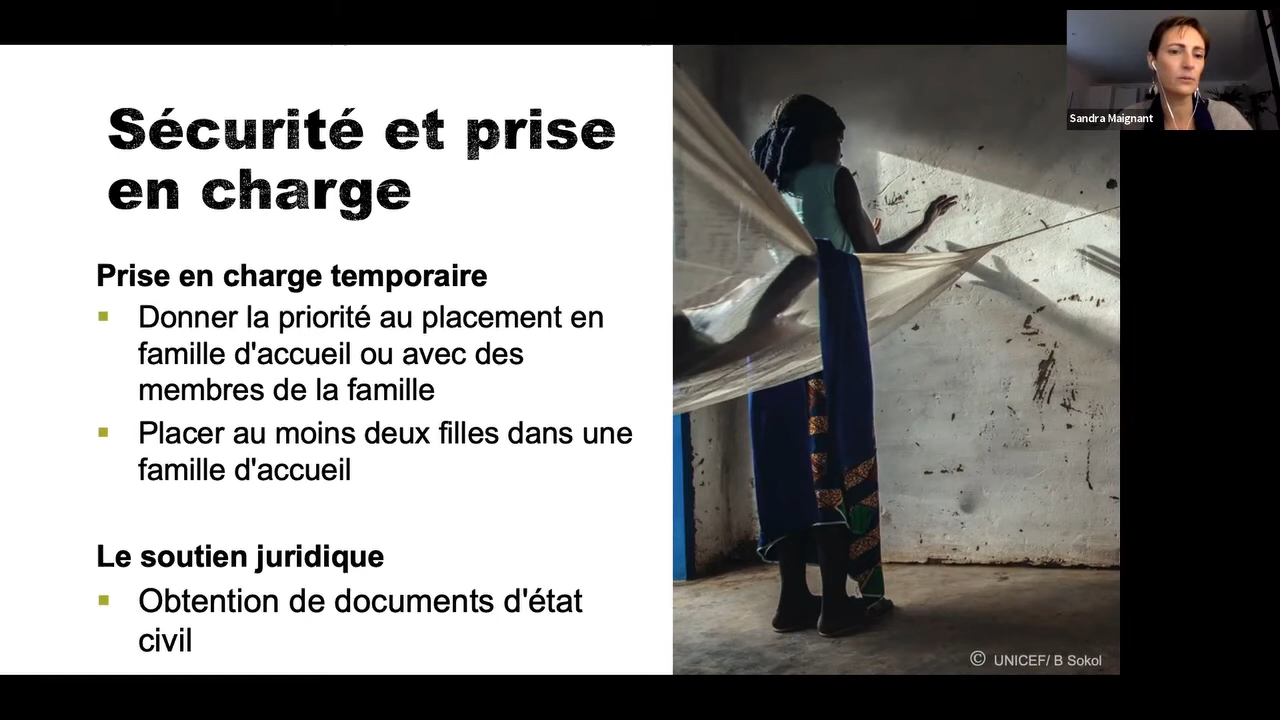 Sécurité et prise
en charge
Prise en charge temporaire
▪ Donner la priorité au placement en
famille d'accueil ou avec des
membres de la famille
▪ Placer au moins deux filles dans une
famille d'accueil
Le soutien juridique
▪ Obtention de documents d'état
civil
© UNICEF/ B Sokol
Sandra Maignant